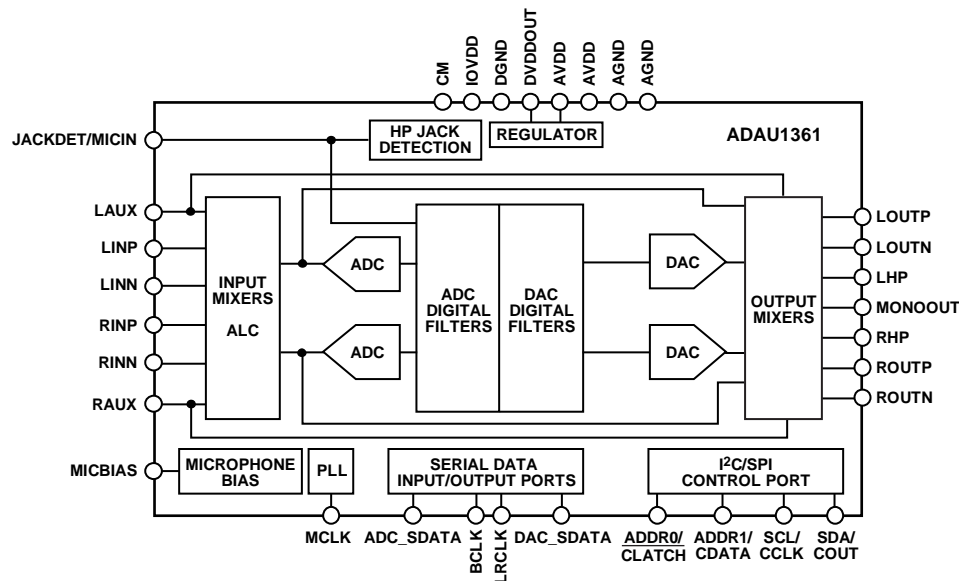 CM
IOVDD
DGND
DVDDOUT
AVDD
AVDD
AGND
AGND
JACKDET/MICIN
HP JACK
DETECTION
REGULATOR
ADAU1361
LAUX
LINP
LINN
RINP
RINN
RAUX
MICBIAS
INPUT
MIXERS
ALC
ADC
ADC
ADC
DIGITAL
FILTERS
DAC
DIGITAL
FILTERS
DAC
DAC
OUTPUT
MIXERS
LOUTP
LOUTN
LHP
MONOOUT
RHP
ROUTP
ROUTN
MICROPHONE
BIAS
PLL
SERIAL DATA
INPUT/OUTPUT PORTS
I²C/SPI
CONTROL PORT
MCLK
ADC_SDATA
BCLK
LRCLK
DAC_SDATA
ADDR0/
CLATCH
ADDR1/
CDATA
SCL/
CCLK
SDA/
COUT